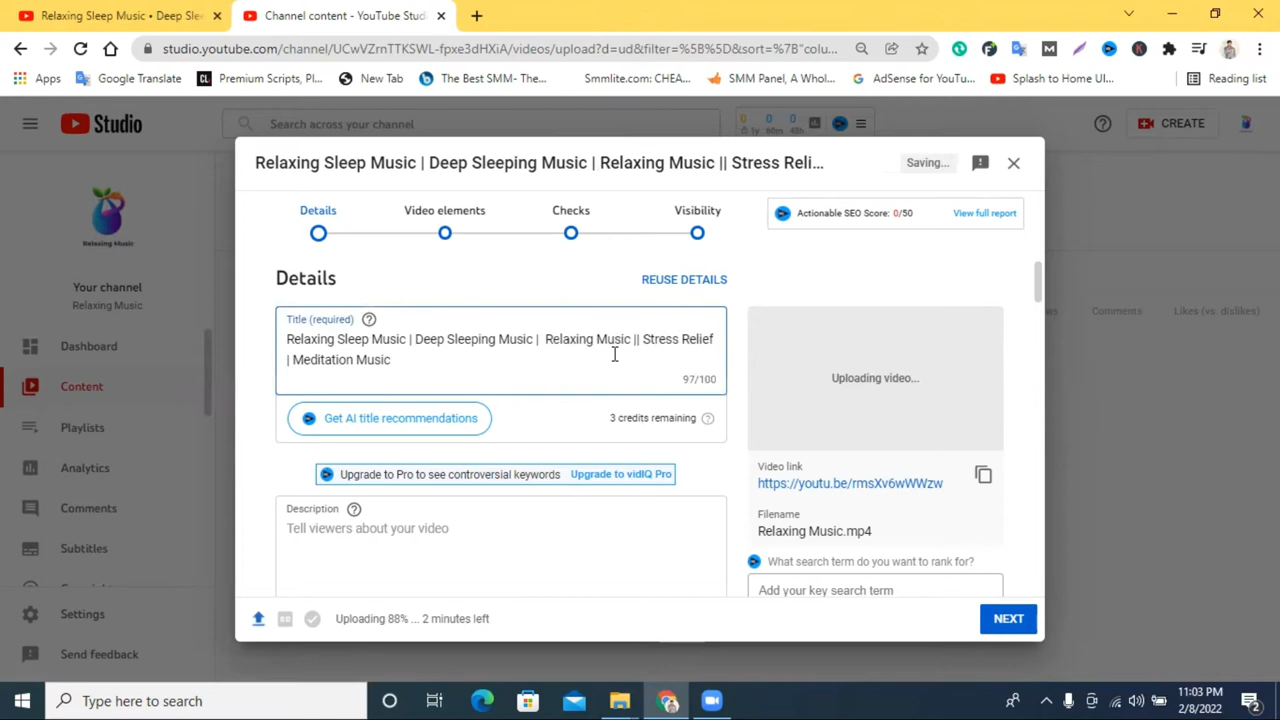 Relaxing Sleep Music • Deep Slee
Channel content - YouTube Stud
studio.youtube.com/channel/UCwVZrnTTKSWL-fpxe3dHXiA/videos/upload?d=ud&filter=%5B%5D&sort=%7B"colu...
Apps
Google Translate
CL
Premium Scripts, Pl...
New Tab
The Best SMM- The...
Smmlite.com: CHEA...
SMM Panel, A Whol...
AdSense for YouTu...
Splash to Home UI...
Reading list
Studio
Search across your channel
0 0 0
1y 60m 48h
CREATE
Relaxing Music
Your channel
Relaxing Music
Dashboard
Content
Playlists
Analytics
Comments
Subtitles
Settings
Send feedback
Comments
Likes (vs. dislikes)
Relaxing Sleep Music | Deep Sleeping Music | Relaxing Music || Stress Reli...
Saving...
Details
Video elements
Checks
Visibility
Actionable SEO Score: 0/50
View full report
Details
REUSE DETAILS
Title (required)
Relaxing Sleep Music | Deep Sleeping Music | Relaxing Music || Stress Relief
| Meditation Music
97/100
Get AI title recommendations
3 credits remaining
Upgrade to Pro to see controversial keywords Upgrade to vidIQ Pro
Description
Tell viewers about your video
Uploading video...
Video link
https://youtu.be/rmsXv6wWWzw
Filename
Relaxing Music.mp4
What search term do you want to rank for?
Add your key search term
Uploading 88% ... 2 minutes left
NEXT
Type here to search
11:03 PM
2/8/2022
2